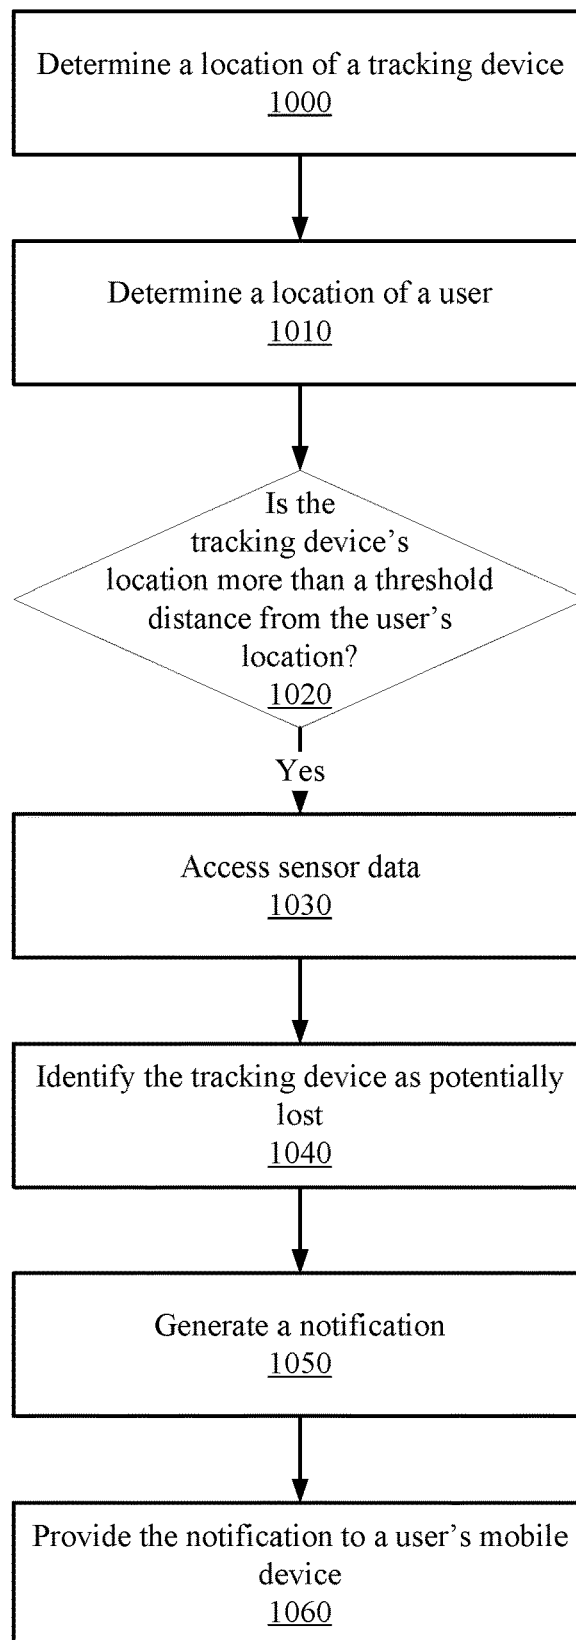 Determine a location of a tracking device
1000
Determine a location of a user
1010
Is the
tracking device's
location more than a threshold
distance from the user's
location?
1020
Yes
Access sensor data
1030
Identify the tracking device as potentially
lost
1040
Generate a notification
1050
Provide the notification to a user's mobile
device
1060